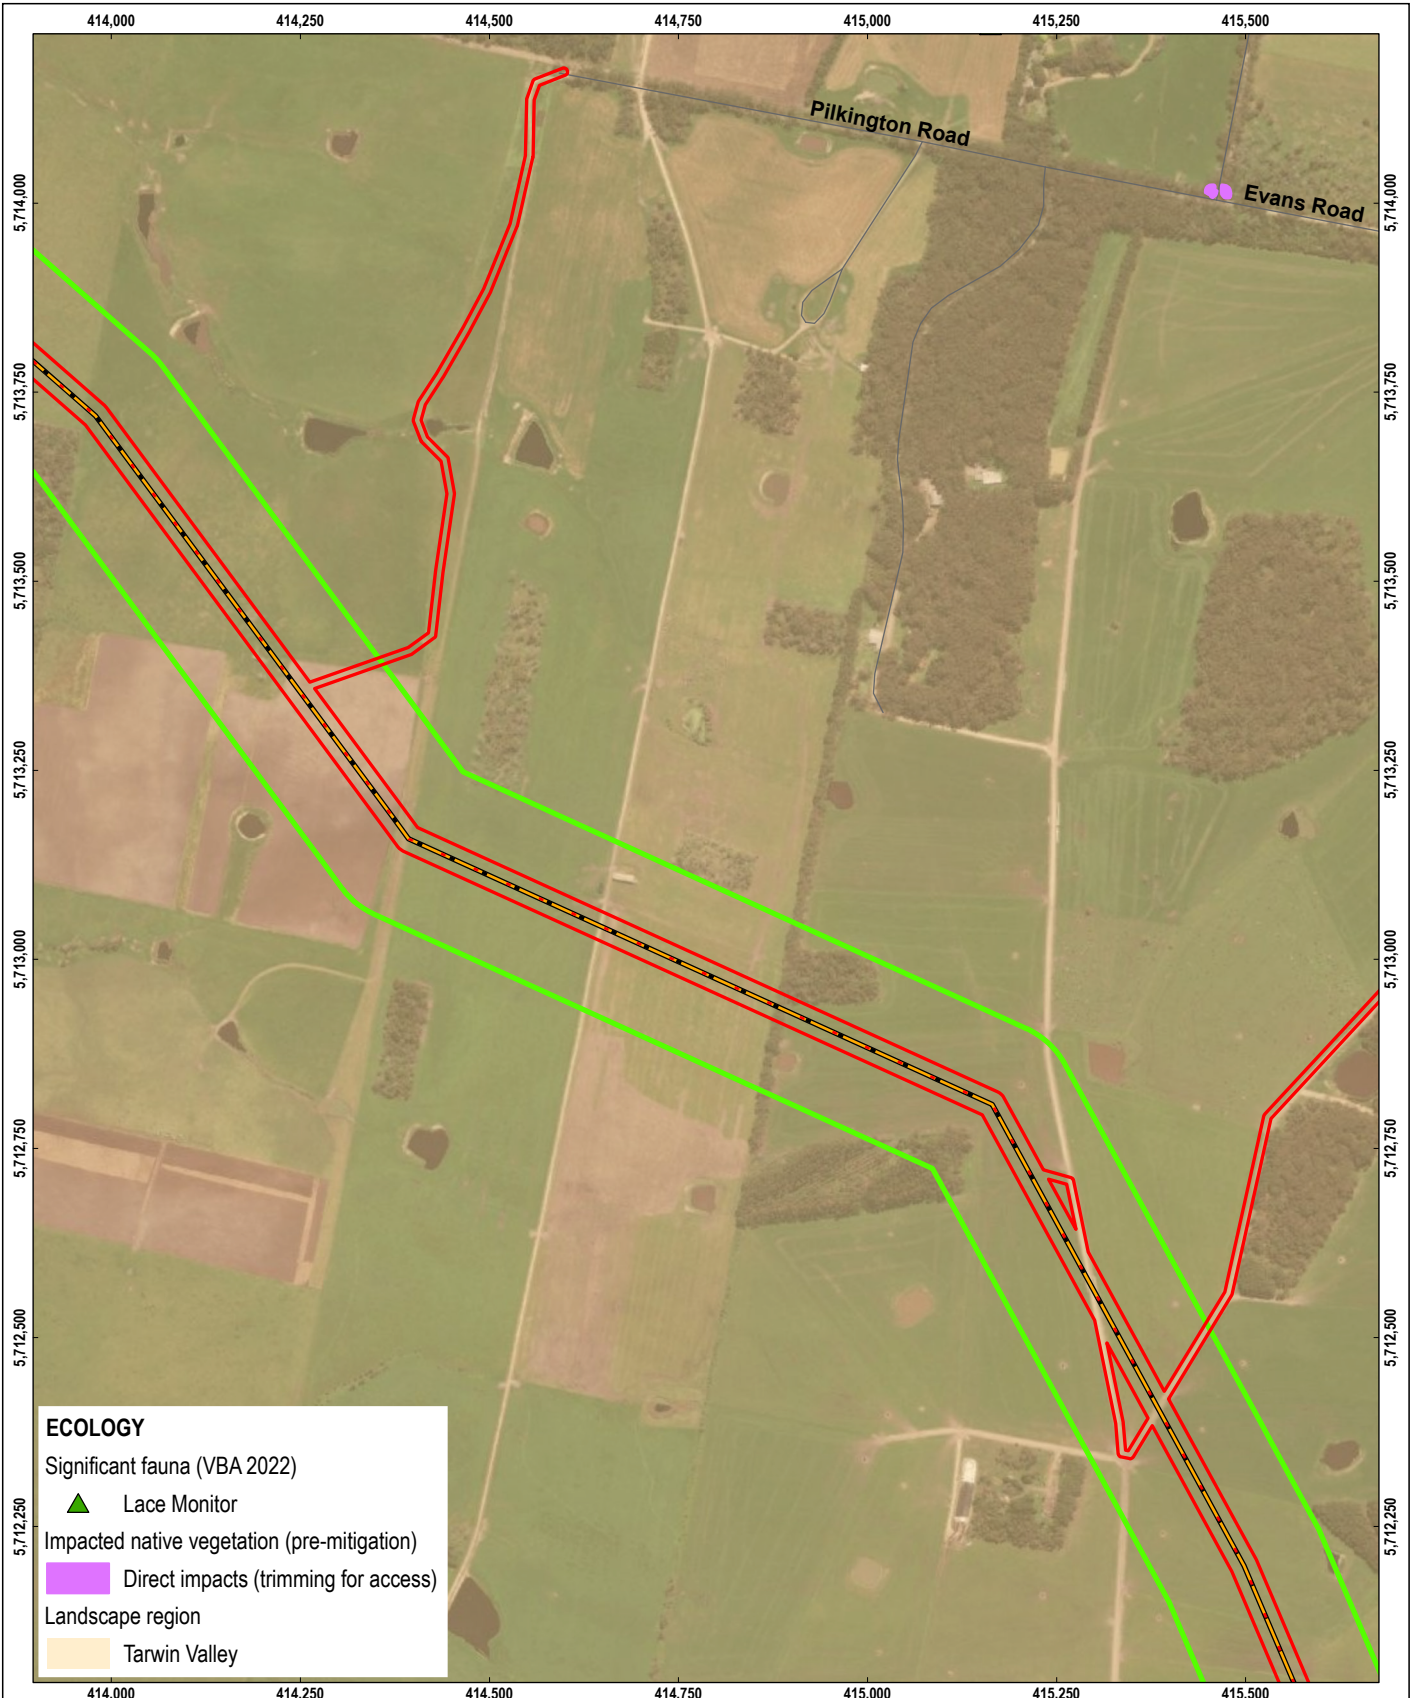 414,000 414,250 414,500 414,750 415,000 415,250 415,500
Pilkington Road
Evans Road
5,714,000 5,714,000
5,713,750 5,713,750
5,713,500 5,713,500
5,713,250 5,713,250
5,713,000 5,713,000
5,712,750 5,712,750
5,712,500 5,712,500
5,712,250 5,712,250
ECOLOGY
Significant fauna (VBA 2022)
Lace Monitor
Impacted native vegetation (pre-mitigation)
Direct impacts (trimming for access)
Landscape region
Tarwin Valley
414,000 414,250 414,500 414,750 415,000 415,250 415,500